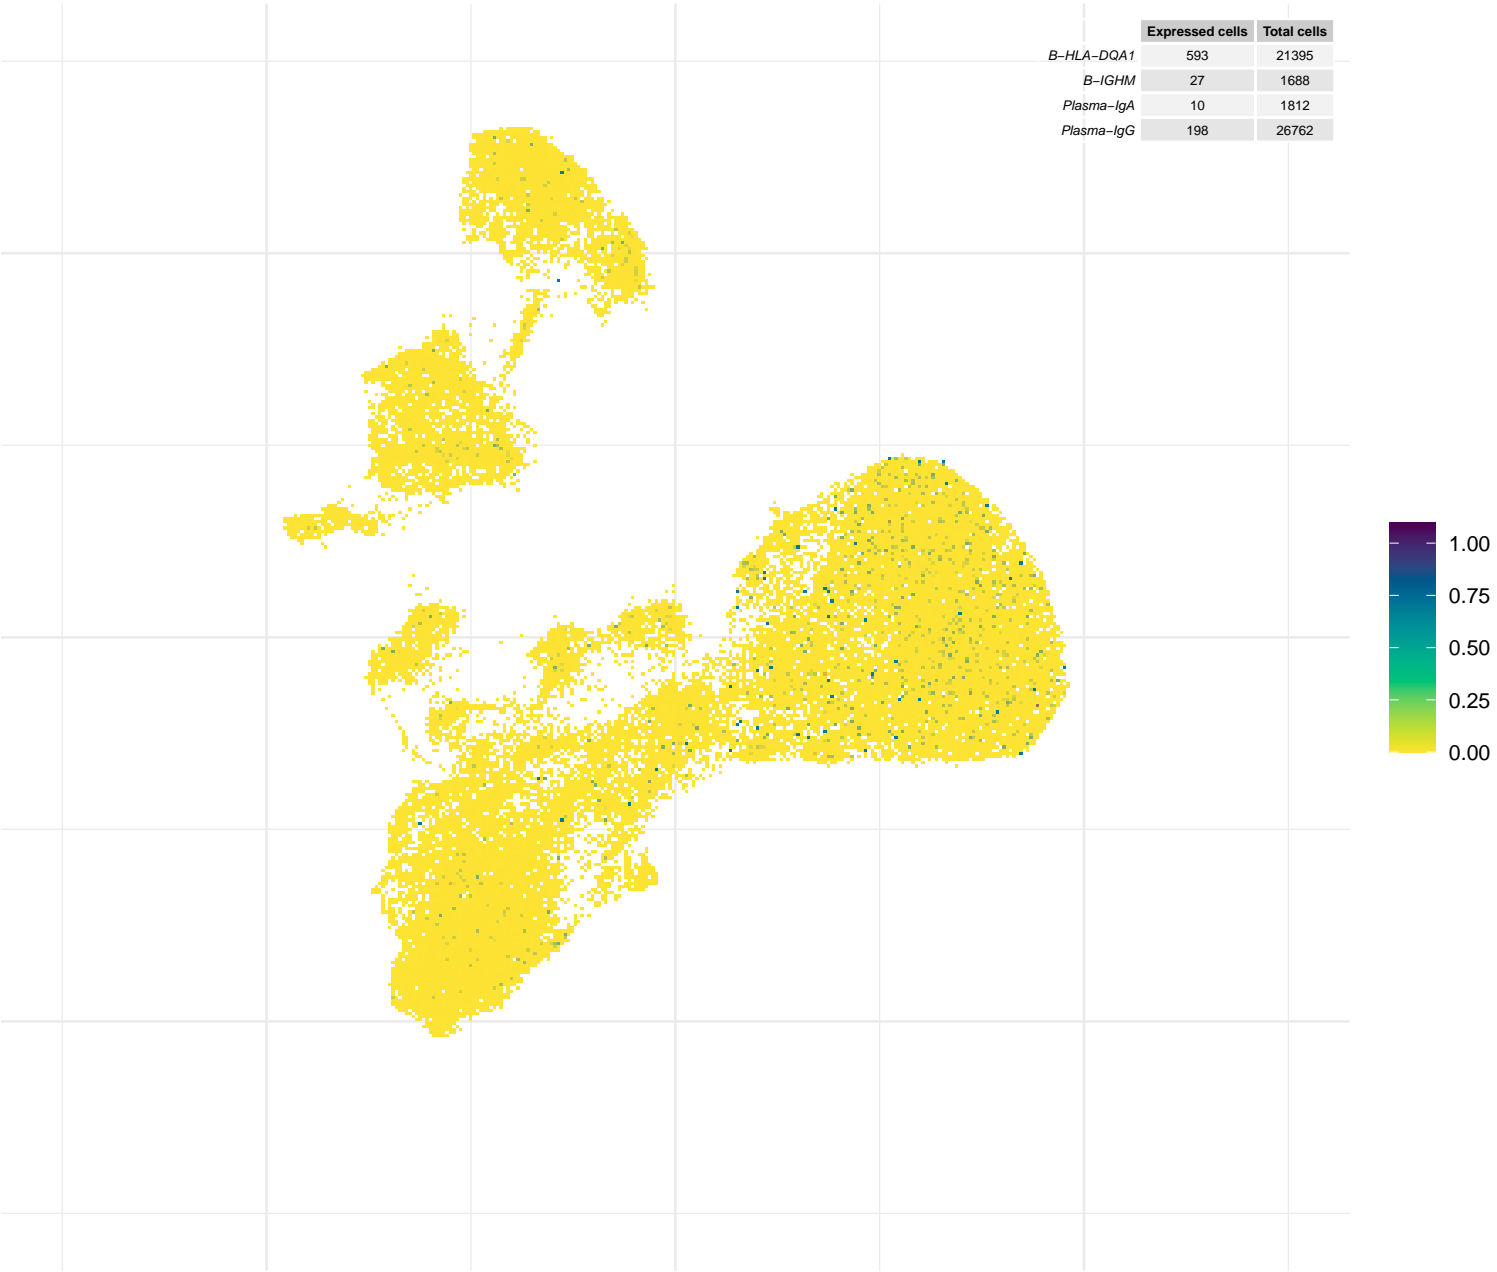 Expressed cells Total cells
B−HLA−DQA1 593 21395
B−IGHM 27 1688
Plasma−IgA 10 1812
Plasma−IgG 198 26762
1.00
0.75
0.50
0.25
0.00